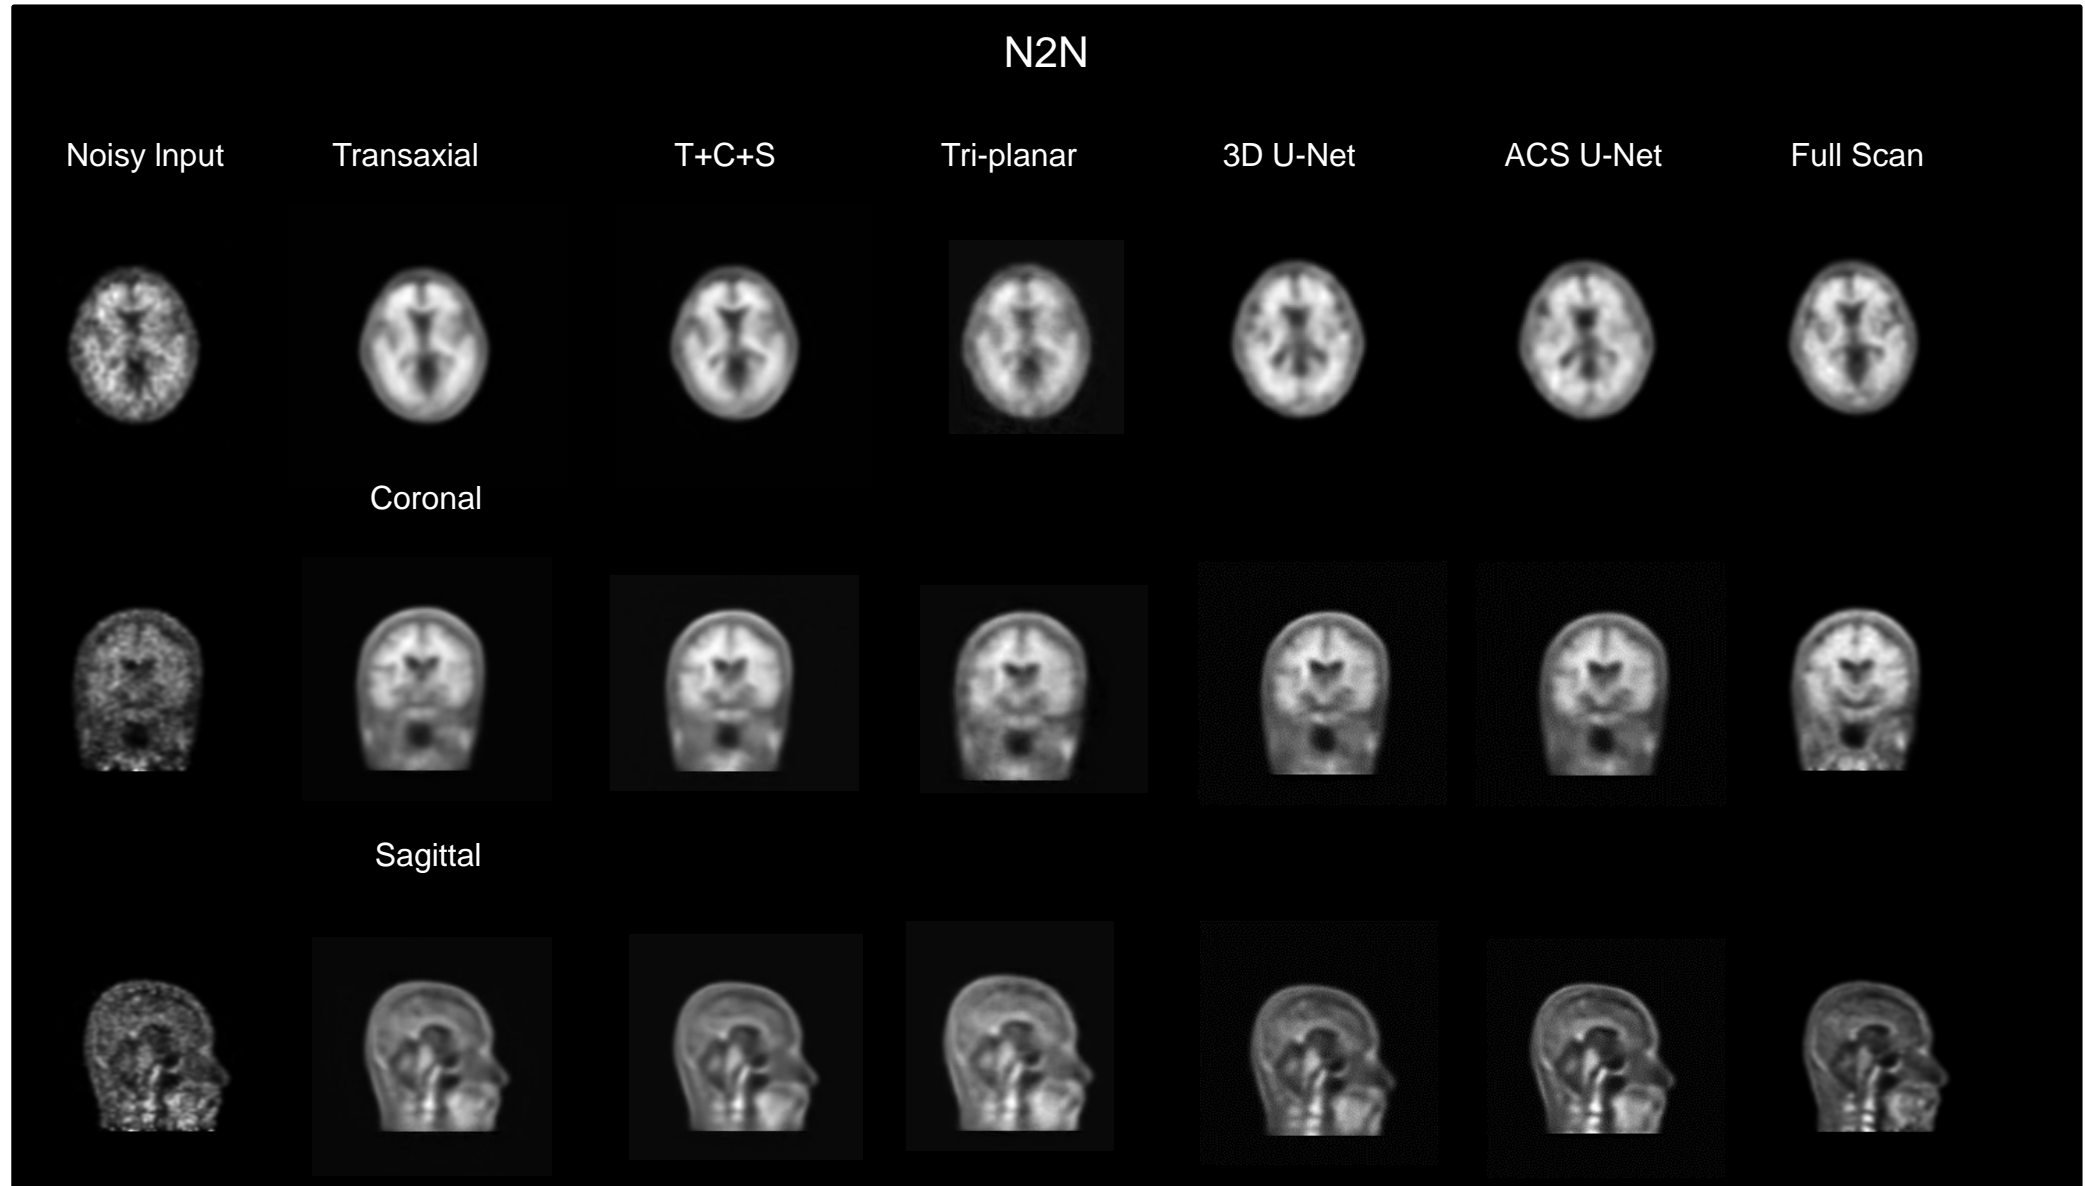 N2N
Noisy Input Transaxial T+C+S Tri-planar 3D U-Net ACS U-Net Full Scan
Coronal
Sagittal